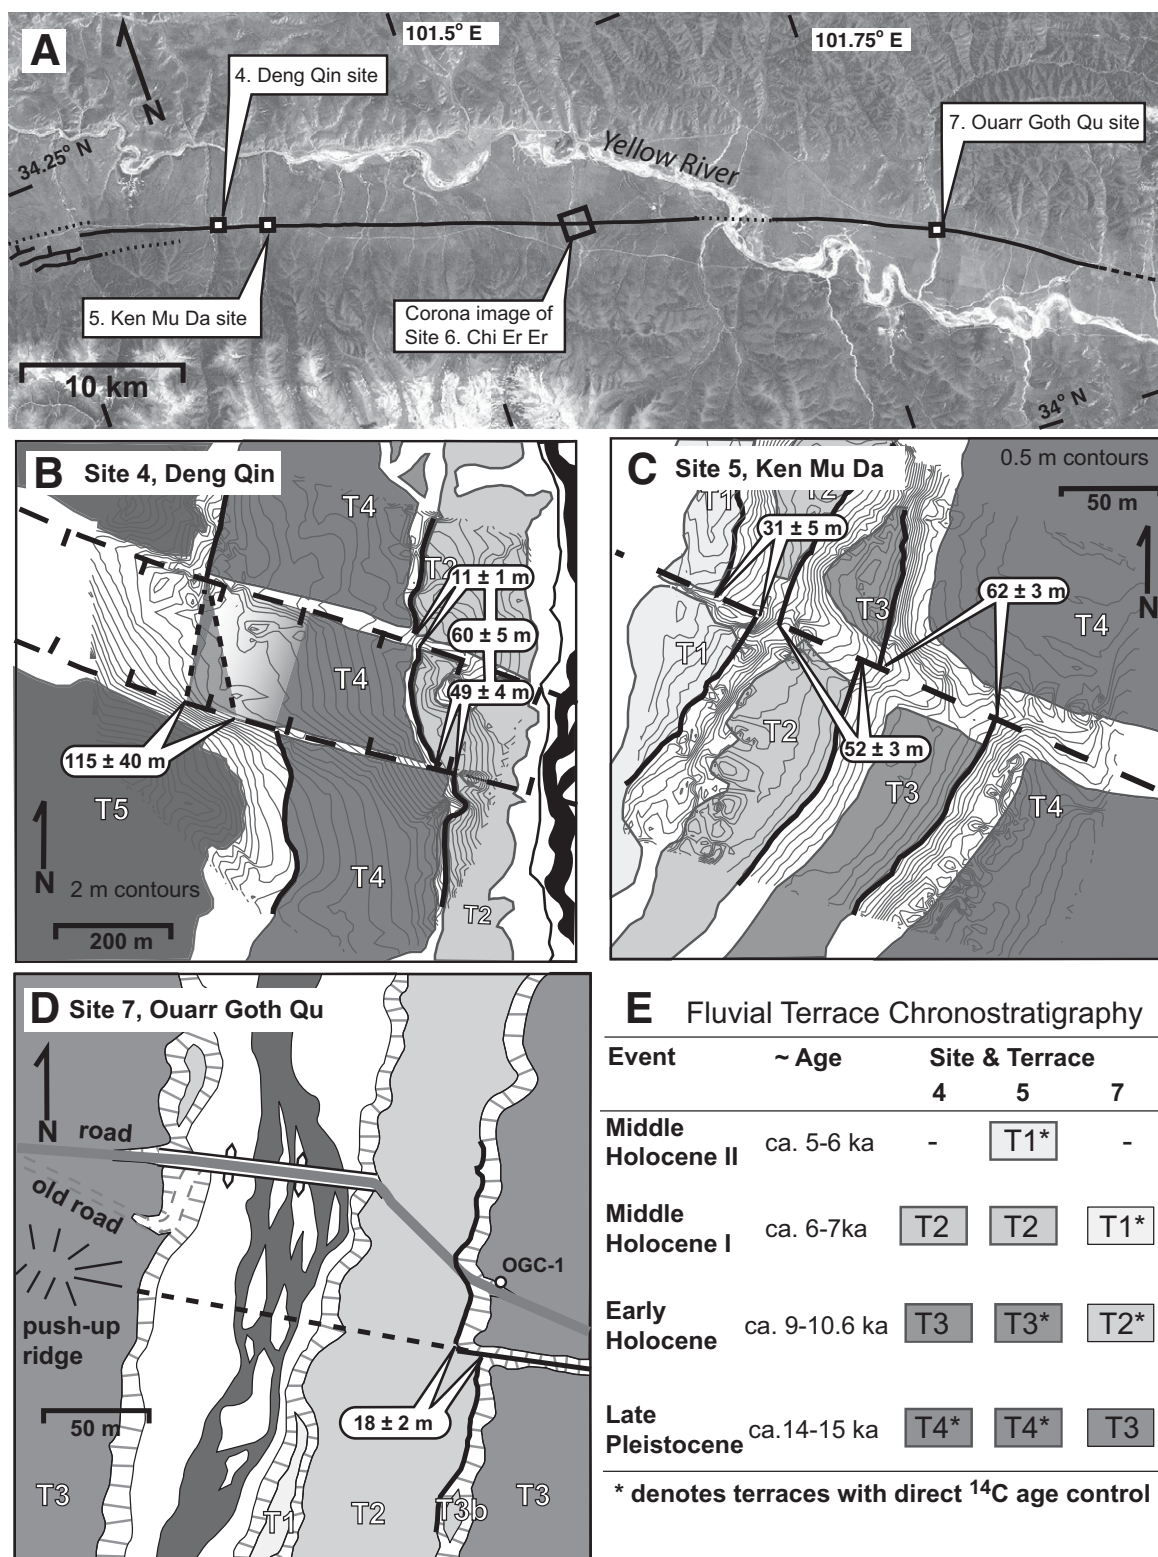 A
101.5° E
101.75° E
N
4. Deng Qin site
34.25° N
Yellow River
7. Ouarr Goth Qu site
5. Ken Mu Da site
Corona image of
Site 6. Chi Er Er
10 km
34° N
B Site 4, Deng Qin
T4
T2
11 ± 1 m
60 ± 5 m
T4
49 ± 4 m
115 ± 40 m
T5
N
2 m contours
T4
T2
200 m
C Site 5, Ken Mu Da
0.5 m contours
50 m
T1
T2
31 ± 5 m
62 ± 3 m
N
T3
T4
T1
T2
52 ± 3 m
T3
T4
D Site 7, Ouarr Goth Qu
N
road
old road
OGC-1
push-up
ridge
18 ± 2 m
50 m
T3
T1
T2
T3b
T3
E Fluvial Terrace Chronostratigraphy
Event ~ Age Site & Terrace
4 5 7
Middle
Holocene II ca. 5-6 ka - T1* -
Middle
Holocene I ca. 6-7ka T2 T2 T1*
Early
Holocene ca. 9-10.6 ka T3 T3* T2*
Late
Pleistocene ca.14-15 ka T4* T4* T3
* denotes terraces with direct ¹⁴C age control